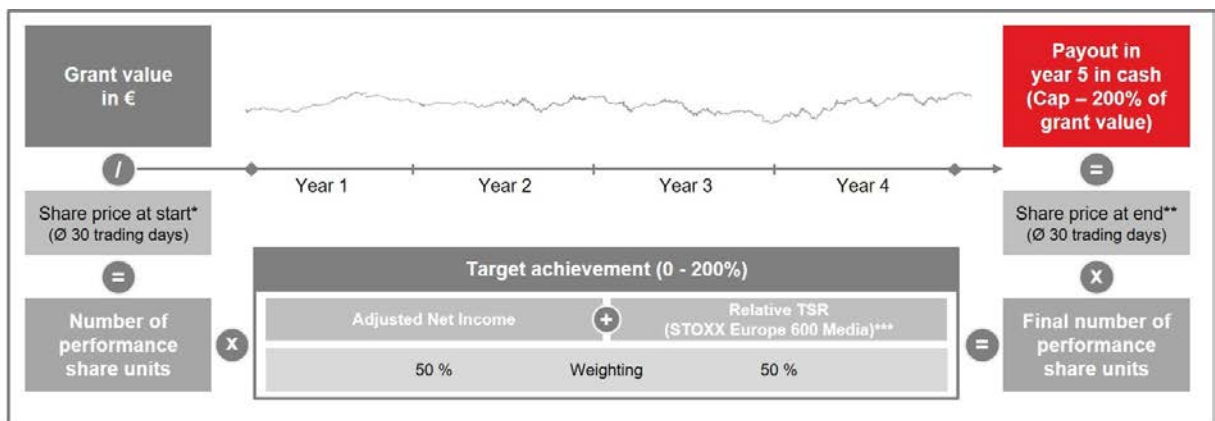 Grant value
in €
Payout in
year 5 in cash
(Cap – 200% of
grant value)
/
Year 1
Year 2
Year 3
Year 4
=
Share price at start*
(Ø 30 trading days)
Share price at end**
(Ø 30 trading days)
=
Target achievement (0 - 200%)
x
Number of
performance
share units
x
Adjusted Net Income
+
Relative TSR
(STOXX Europe 600 Media)***
50 %
Weighting
50 %
=
Final number of
performance
share units